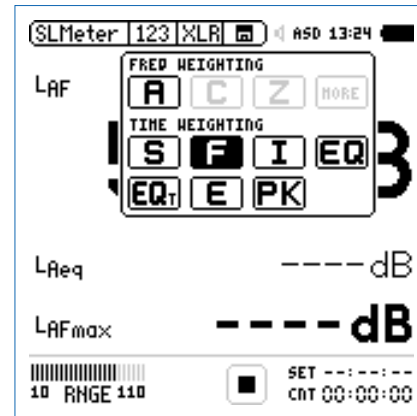 SLMeter 123 XLR ASD 13:24
LAF
FREQ WEIGHTING
A C Z MORE
TIME WEIGHTING
S F I EQ
EQT E PK
3
LAeq ----dB
LAFmax ----dB
SET --:--:--
10 RNGE 110
CNT 00:00:00